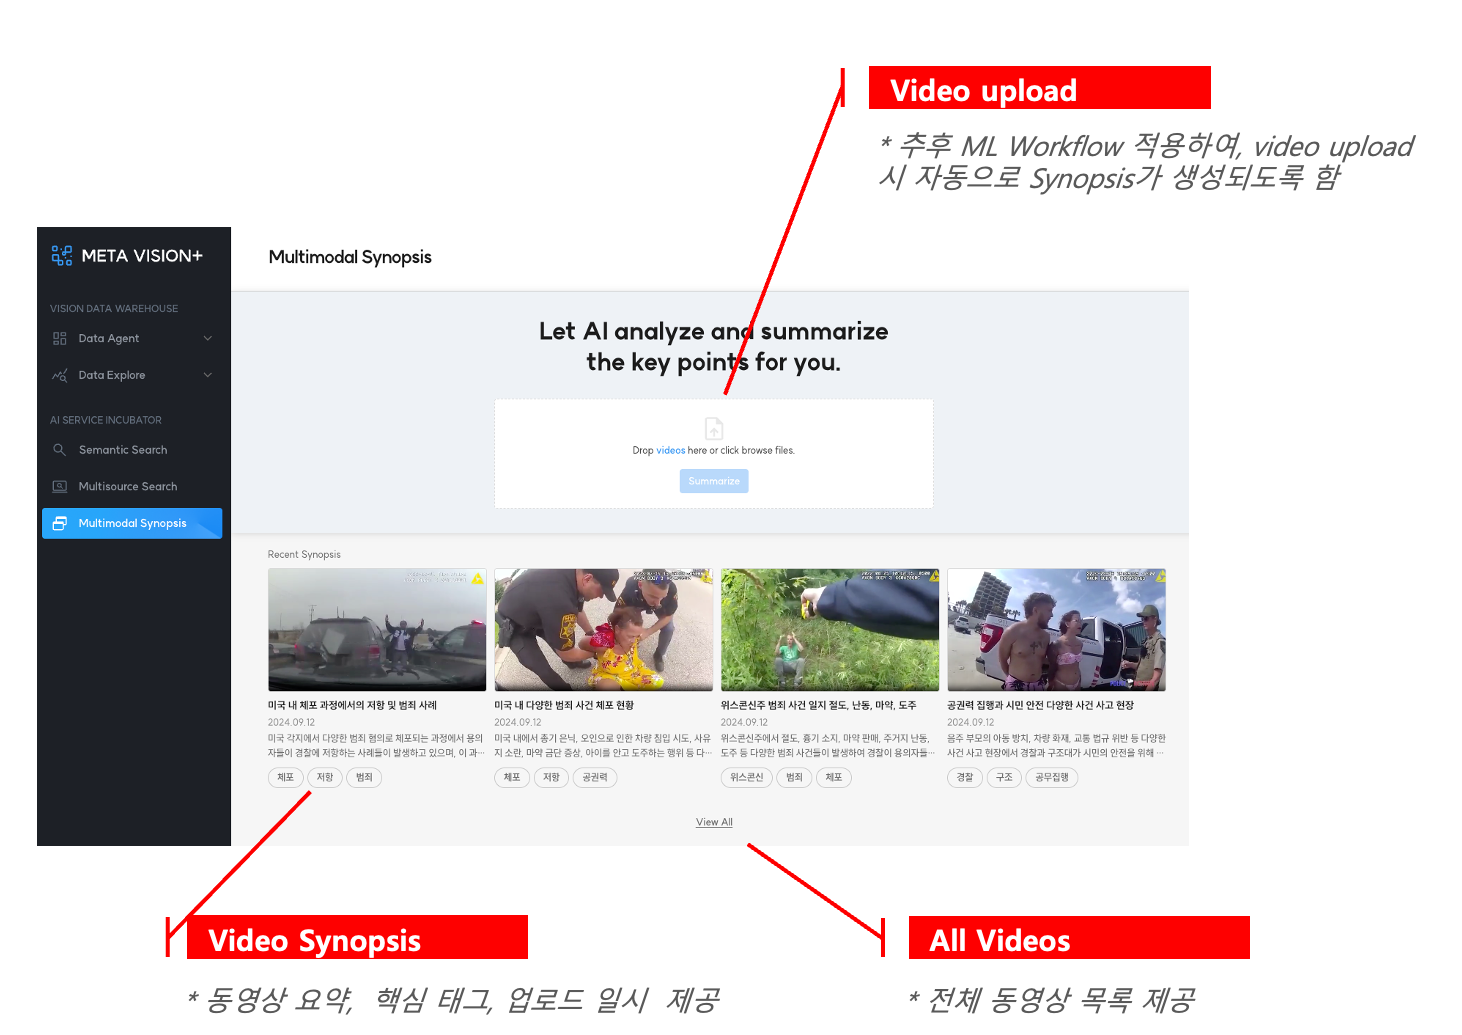 Video upload
* 추후 ML Workflow 적용하여, video upload
시 자동으로 Synopsis가 생성되도록 함
META VISION+
VISION DATA WAREHOUSE
Data Agent
Data Explore
AI SERVICE INCUBATOR
Semantic Search
Multisource Search
Multimodal Synopsis
Multimodal Synopsis
Let AI analyze and summarize
the key points for you.
Drop videos here or click browse files.
Summarize
Recent Synopsis
미국 내 체포 과정에서의 저항 및 범죄 사례
2024.09.12
미국 각지에서 다양한 범죄 혐의로 체포되는 과정에서 용의
자들이 경찰에 저항하는 사례들이 발생하고 있으며, 이 과···
체포 저항 범죄
미국 내 다양한 범죄 사건 체포 현황
2024.09.12
미국 내에서 총기 은닉, 오인으로 인한 차량 침입 시도, 사유
지 소란, 마약 금단 증상, 아이를 안고 도주하는 행위 등 다···
체포 저항 공권력
위스콘신주 범죄 사건 일지 절도, 난동, 마약, 도주
2024.09.12
위스콘신주에서 절도, 흉기 소지, 마약 판매, 주거지 난동,
도주 등 다양한 범죄 사건들이 발생하여 경찰이 용의자들···
위스콘신 범죄 체포
공권력 집행과 시민 안전 다양한 사건 사고 현장
2024.09.12
음주 부모의 아동 방치, 차량 화재, 교통 법규 위반 등 다양한
사건 사고 현장에서 경찰과 구조대가 시민의 안전을 위해 ···
경찰 구조 공무집행
View All
Video Synopsis
* 동영상 요약, 핵심 태그, 업로드 일시 제공
All Videos
* 전체 동영상 목록 제공